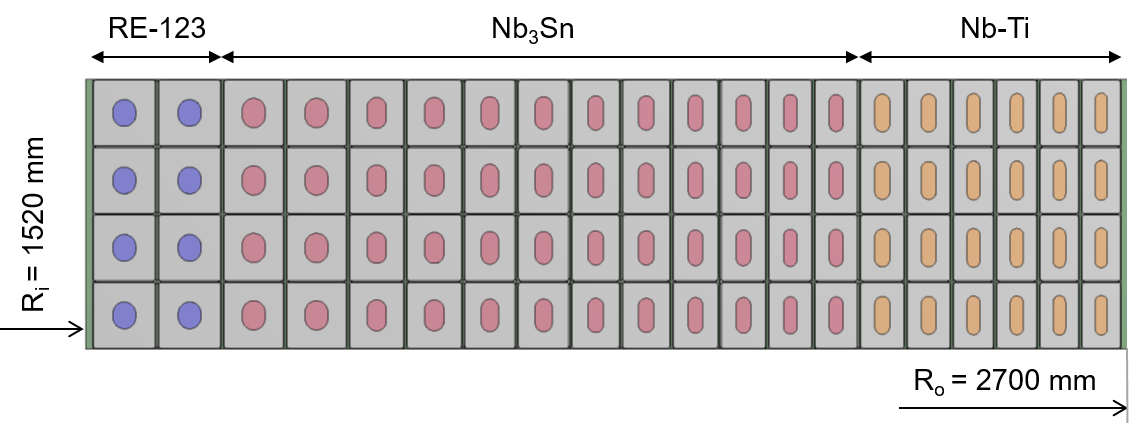 RE-123
Nb₃Sn
Nb-Ti
Rᵢ = 1520 mm
Rₒ = 2700 mm